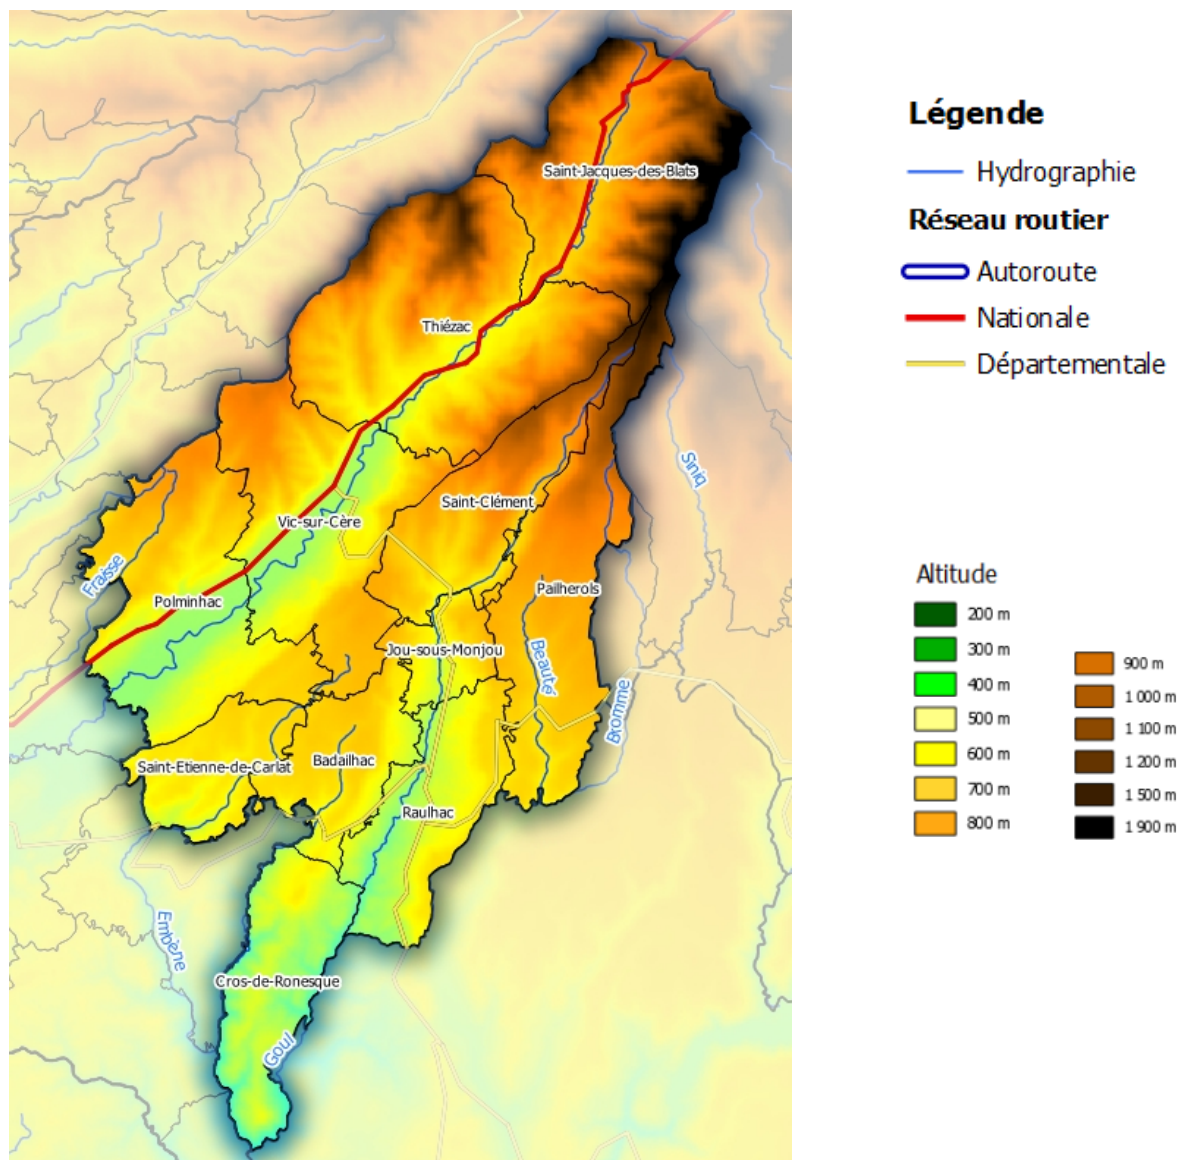 Saint-Jacques-des-Blats
Thiézac
Siniq
Saint-Clément
Vic-sur-Cère
Fraisse
Polminhac
Pailherols
Jou-sous-Monjou
Beauté
Bromme
Saint-Etienne-de-Carlat
Badailhac
Raulhac
Embène
Cros-de-Ronesque
Goul
Légende
Hydrographie
Réseau routier
Autoroute
Nationale
Départementale
Altitude
200 m
300 m
400 m
500 m
600 m
700 m
800 m
900 m
1 000 m
1 100 m
1 200 m
1 500 m
1 900 m